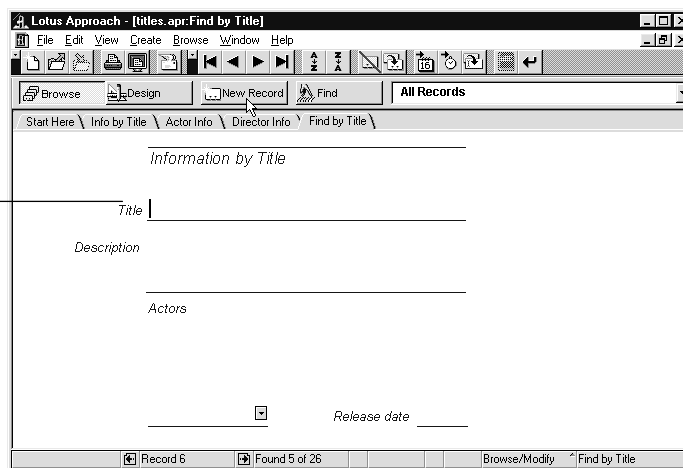 Lotus Approach - [titles.apr:Find by Title]
File Edit View Create Browse Window Help
A Z Z A 16
Browse Design New Record Find All Records
Start Here Info by Title Actor Info Director Info Find by Title
Information by Title
Title
Description
Actors
Release date
Record 6 Found 5 of 26 Browse/Modify Find by Title